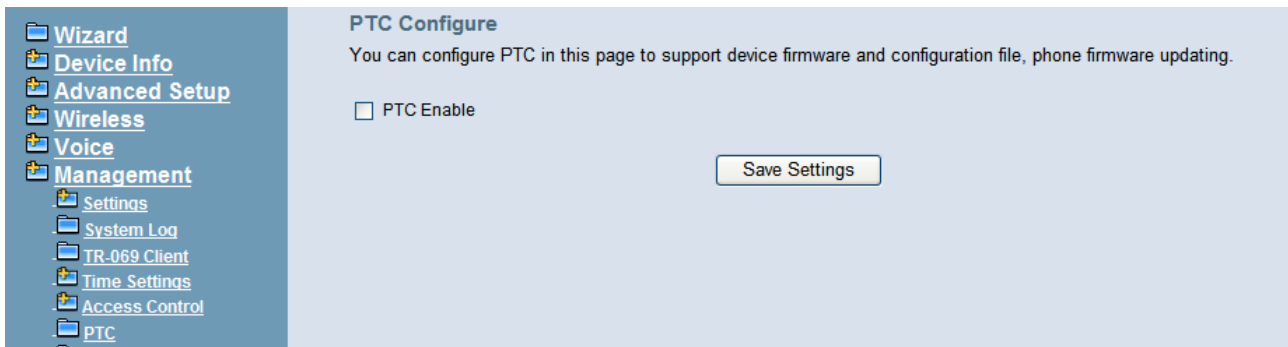 Wizard
Device Info
Advanced Setup
Wireless
Voice
Management
Settings
System Log
TR-069 Client
Time Settings
Access Control
PTC
PTC Configure
You can configure PTC in this page to support device firmware and configuration file, phone firmware updating.
PTC Enable
Save Settings